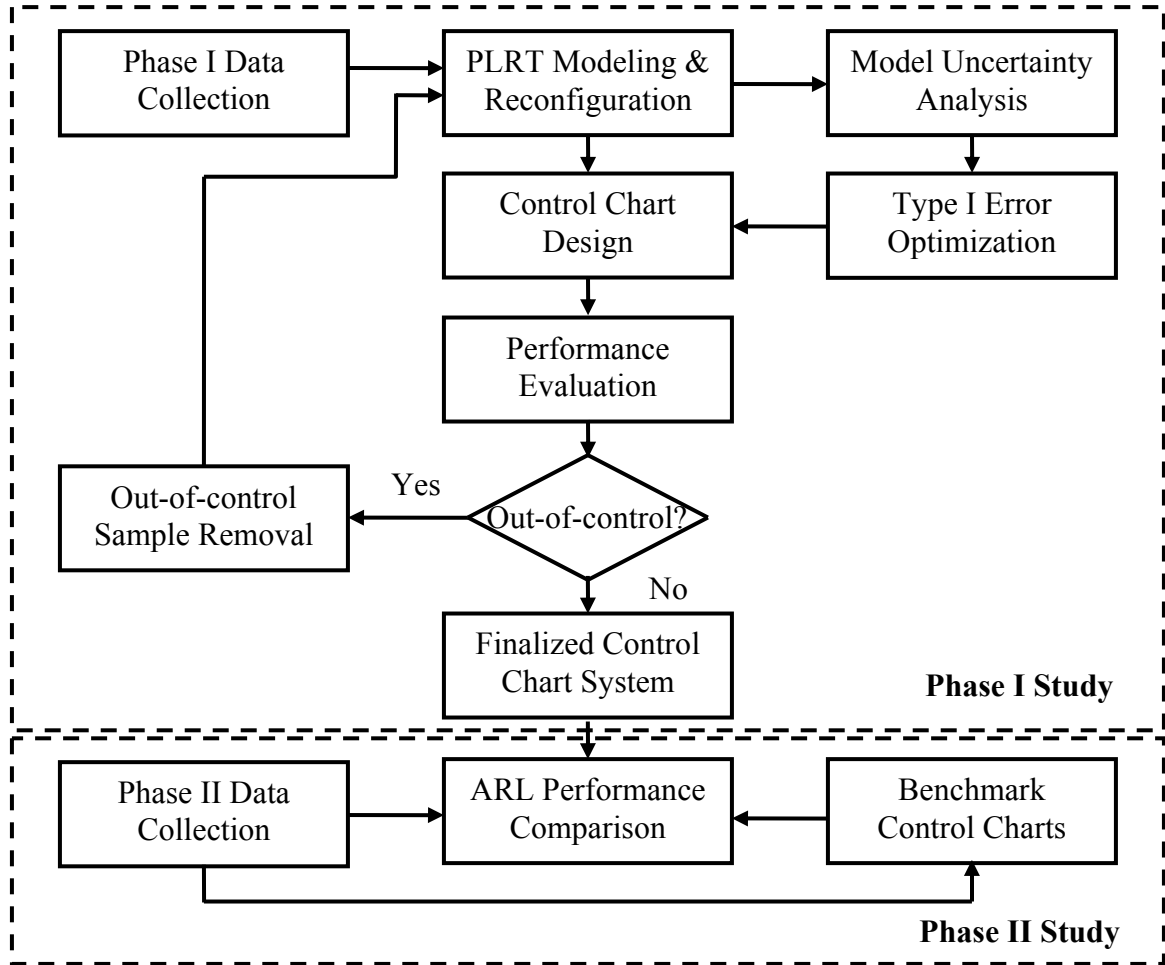 Phase I Data
Collection
PLRT Modeling &
Reconfiguration
Model Uncertainty
Analysis
Control Chart
Design
Type I Error
Optimization
Performance
Evaluation
Out-of-control
Sample Removal
Yes
Out-of-control?
No
Finalized Control
Chart System
Phase I Study
Phase II Data
Collection
ARL Performance
Comparison
Benchmark
Control Charts
Phase II Study